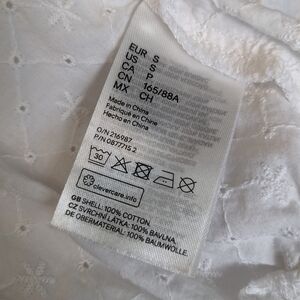 EUR S
US S
CA P
CN 165/88A
MX CH
Made in China
Fabriqué en Chine
Hecho en China
O/N 216987
P/N 0877715 2
30
clevercare.info
GB SHELL: 100% COTTON.
CZ SVRCHNÍ LÁTKA: 100% BAVLNA.
DE OBERMATERIAL: 100% BAUMWOLLE.